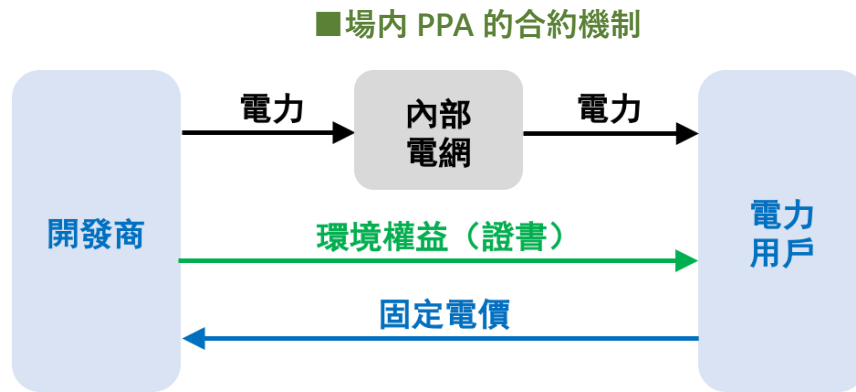 ■場内 PPA 的合約機制
電力
內部
電網
電力
開發商
環境權益（證書）
電力
用戶
固定電價